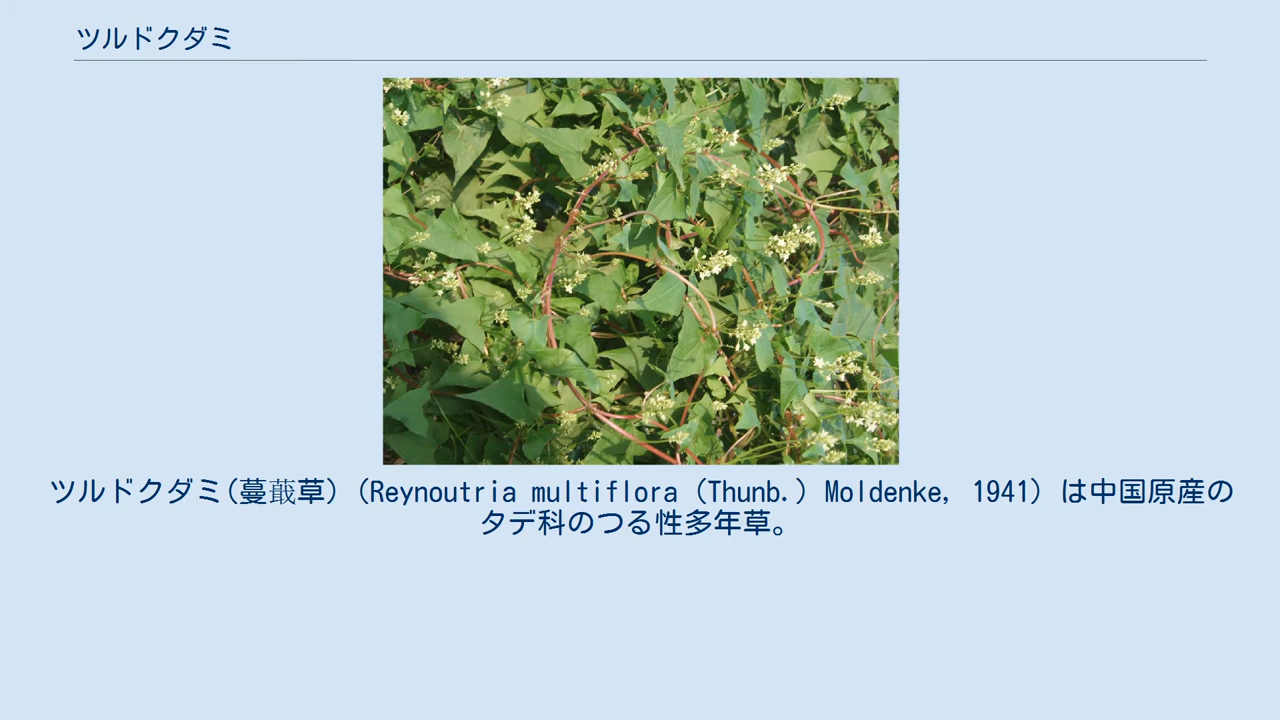 ツルドクダミ
ツルドクダミ(蔓蕺草) (Reynoutria multiflora (Thunb.) Moldenke, 1941) は中国原産の
タデ科のつる性多年草。